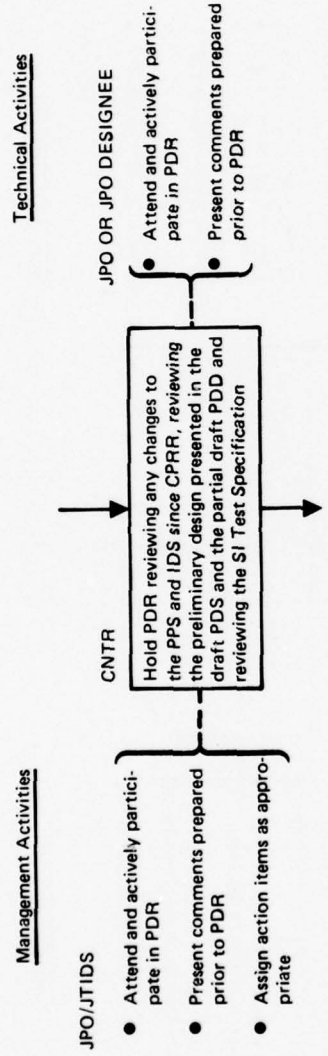 Management Activities
JPO/JTIDS
● Attend and actively partici-
pate in PDR
● Present comments prepared
prior to PDR
● Assign action items as appro-
priate
CNTR
Hold PDR reviewing any changes to
the PPS and IDS since CPRR, reviewing
the preliminary design presented in the
draft PDS and the partial draft PDD and
reviewing the SI Test Specification
Technical Activities
JPO OR JPO DESIGNEE
● Attend and actively partici-
pate in PDR
● Present comments prepared
prior to PDR